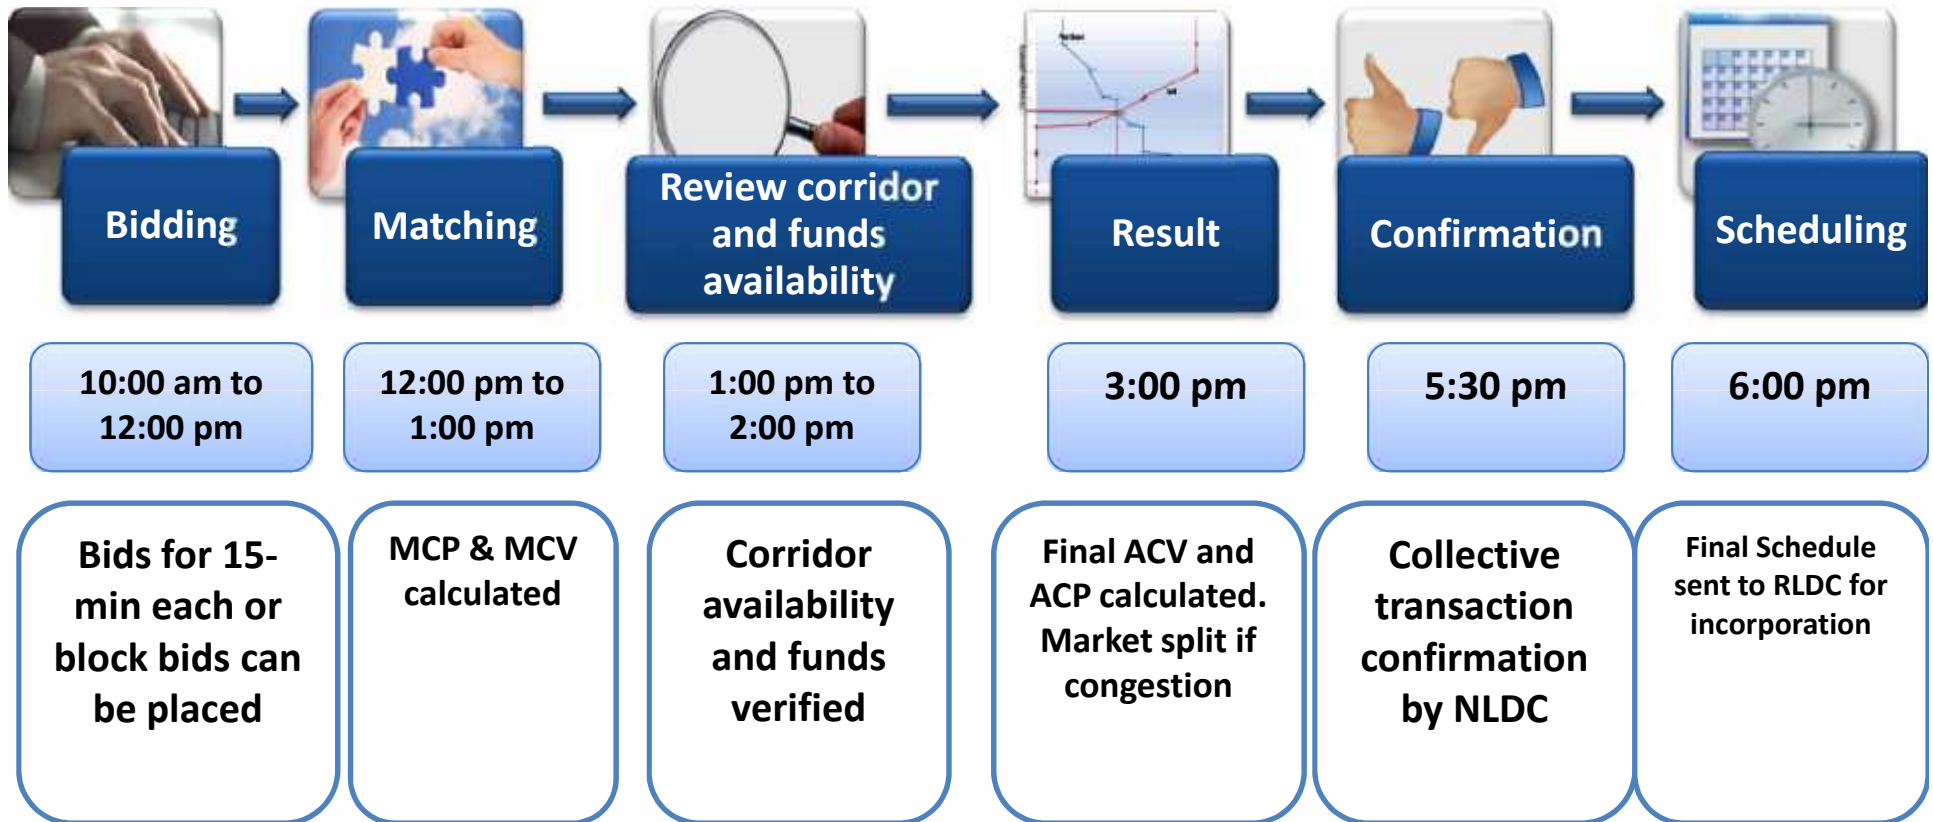 Bidding
Matching
Review corridor
and funds
availability
Result
Confirmation
Scheduling
10:00 am to
12:00 pm
12:00 pm to
1:00 pm
1:00 pm to
2:00 pm
3:00 pm
5:30 pm
6:00 pm
Bids for 15-
min each or
block bids can
be placed
MCP & MCV
calculated
Corridor
availability
and funds
verified
Final ACV and
ACP calculated.
Market split if
congestion
Collective
transaction
confirmation
by NLDC
Final Schedule
sent to RLDC for
incorporation